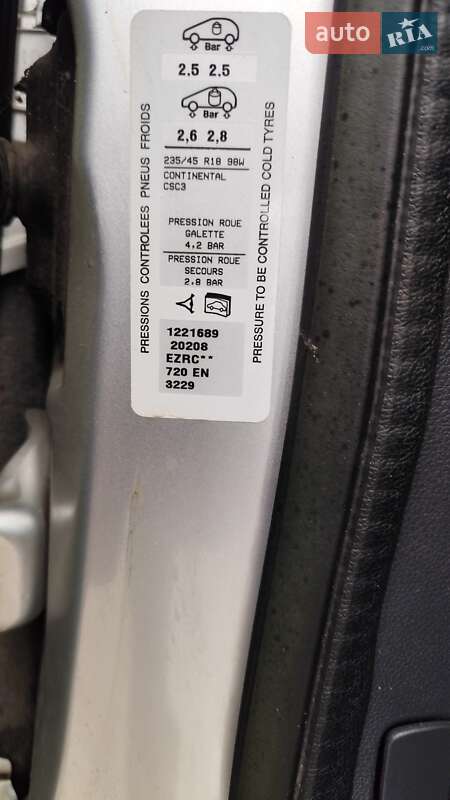 auto RIA .com
Bar
2.5 2.5
Bar
2,6 2,8
235/45 R18 98W
CONTINENTAL
CSC3
PRESSION ROUE
GALETTE
4,2 BAR
PRESSION ROUE
SECOURS
2.8 BAR
1221689
20208
EZRC**
720 EN
3229
PRESSIONS CONTROLEES PNEUS FROIDS
PRESSURE TO BE CONTROLLED COLD TYRES